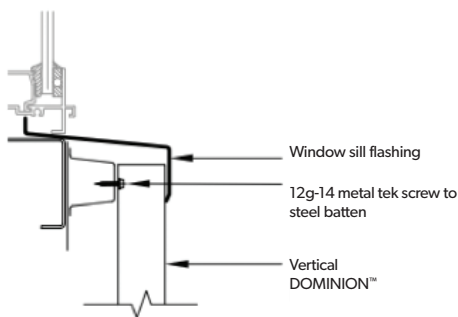 Window sill flashing
12g-14 metal tek screw to
steel batten
Vertical
DOMINION™